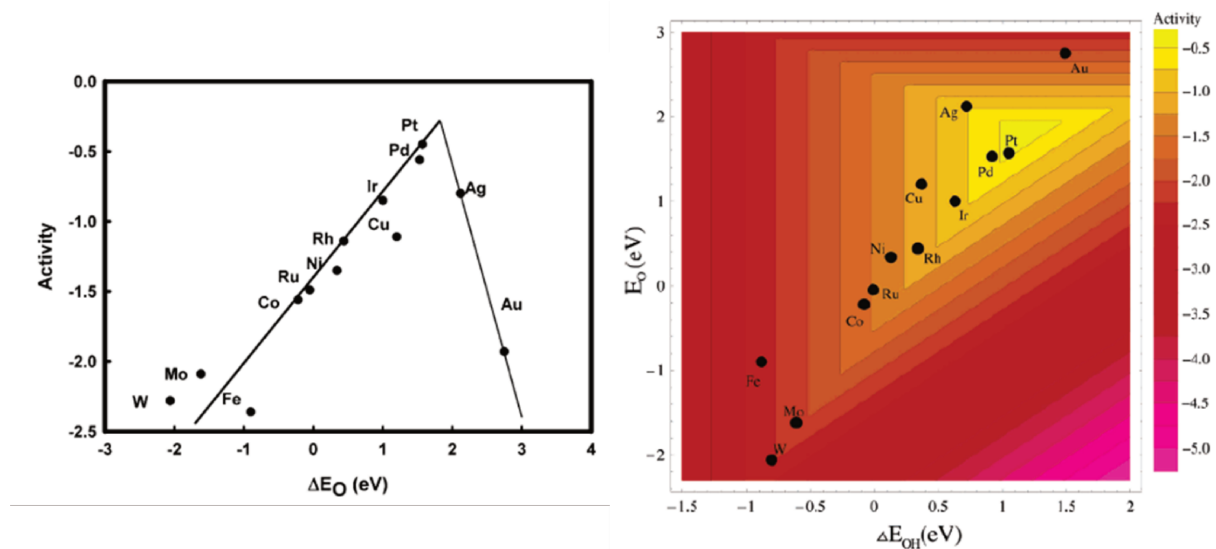 0.0
-0.5
-1.0
-1.5
-2.0
-2.5
Activity
Pt
Pd
Ag
Ir
Cu
Rh
Ni
Ru
Co
Au
Mo
W
Fe
-3 -2 -1 0 1 2 3 4
ΔEO (eV)
Activity
3
2
1
0
−1
−2
EO (eV)
Au
Ag
Pt
Pd
Cu
Ir
Ni
Rh
Ru
Co
Fe
Mo
W
−1.5 −1 −0.5 0 0.5 1 1.5 2
ΔEOH(eV)
−0.5
−1.0
−1.5
−2.0
−2.5
−3.0
−3.5
−4.0
−4.5
−5.0